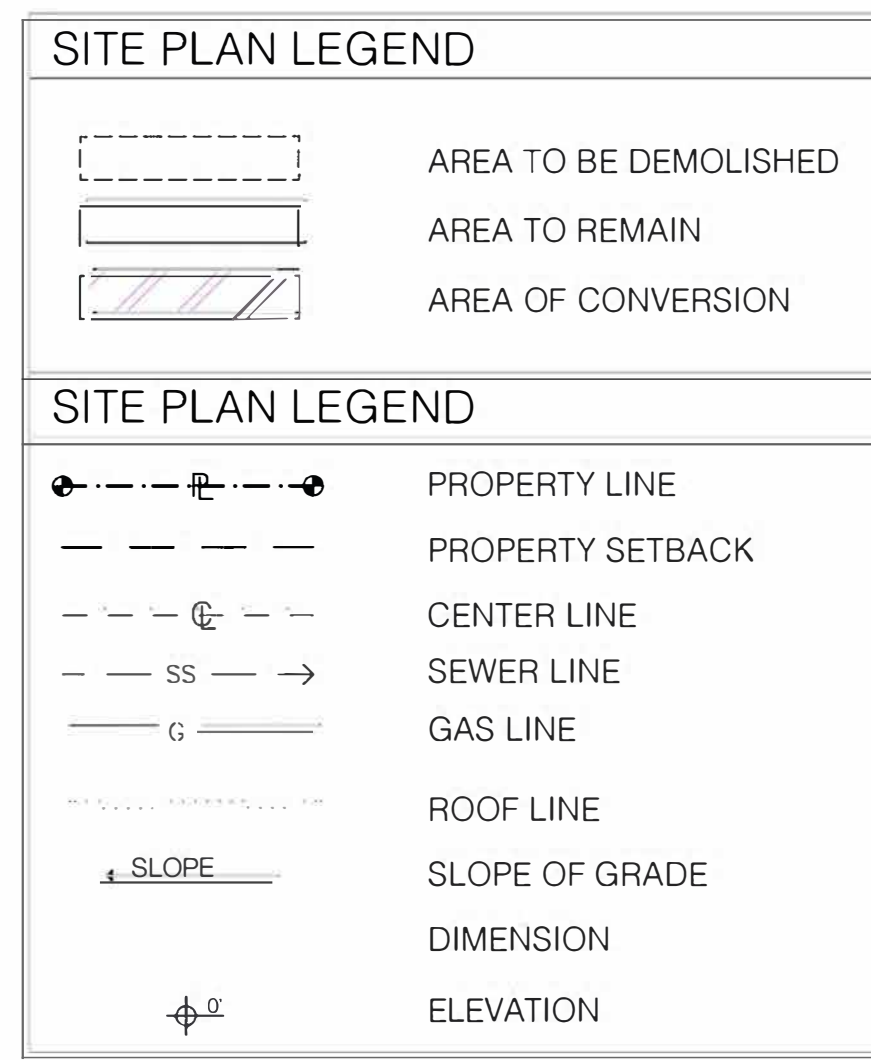 SITE PLAN LEGEND
AREA TO BE DEMOLISHED
AREA TO REMAIN
AREA OF CONVERSION
SITE PLAN LEGEND
PL PROPERTY LINE
PROPERTY SETBACK
CL CENTER LINE
SS SEWER LINE
G GAS LINE
ROOF LINE
SLOPE SLOPE OF GRADE
DIMENSION
0' ELEVATION